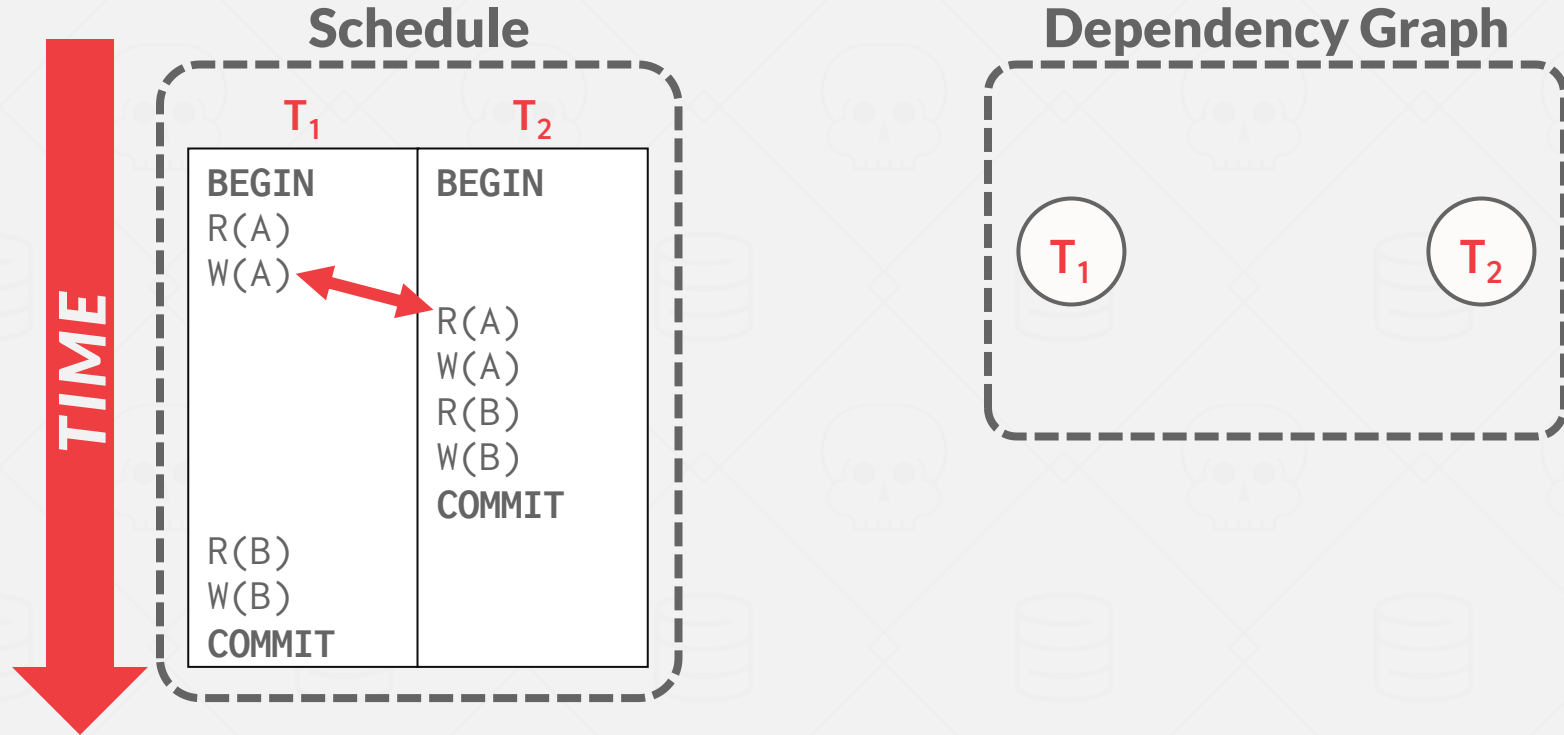 Schedule
Dependency Graph
TIME
T₁ T₂
BEGIN BEGIN
R(A)
W(A)
R(A)
W(A)
R(B)
W(B)
COMMIT
R(B)
W(B)
COMMIT
T₁ T₂